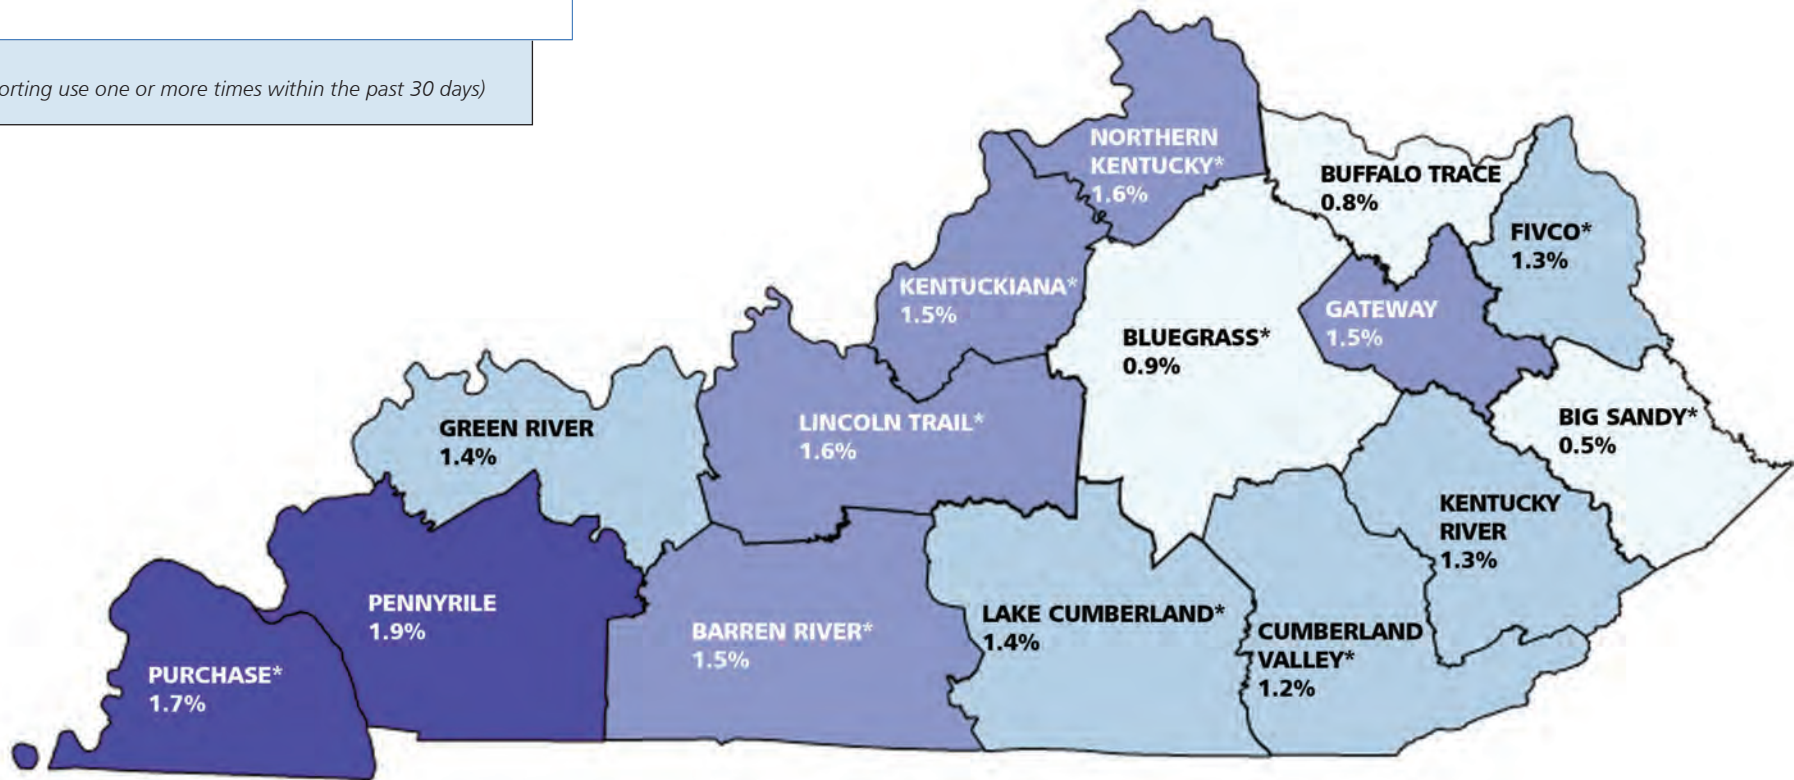 orting use one or more times within the past 30 days)
NORTHERN
KENTUCKY*
1.6%
BUFFALO TRACE
0.8%
FIVCO*
1.3%
KENTUCKIANA*
1.5%
GATEWAY
1.5%
BLUEGRASS*
0.9%
LINCOLN TRAIL*
1.6%
BIG SANDY*
0.5%
GREEN RIVER
1.4%
KENTUCKY
RIVER
1.3%
PENNYRILE
1.9%
LAKE CUMBERLAND*
1.4%
BARREN RIVER*
1.5%
CUMBERLAND
VALLEY*
1.2%
PURCHASE*
1.7%